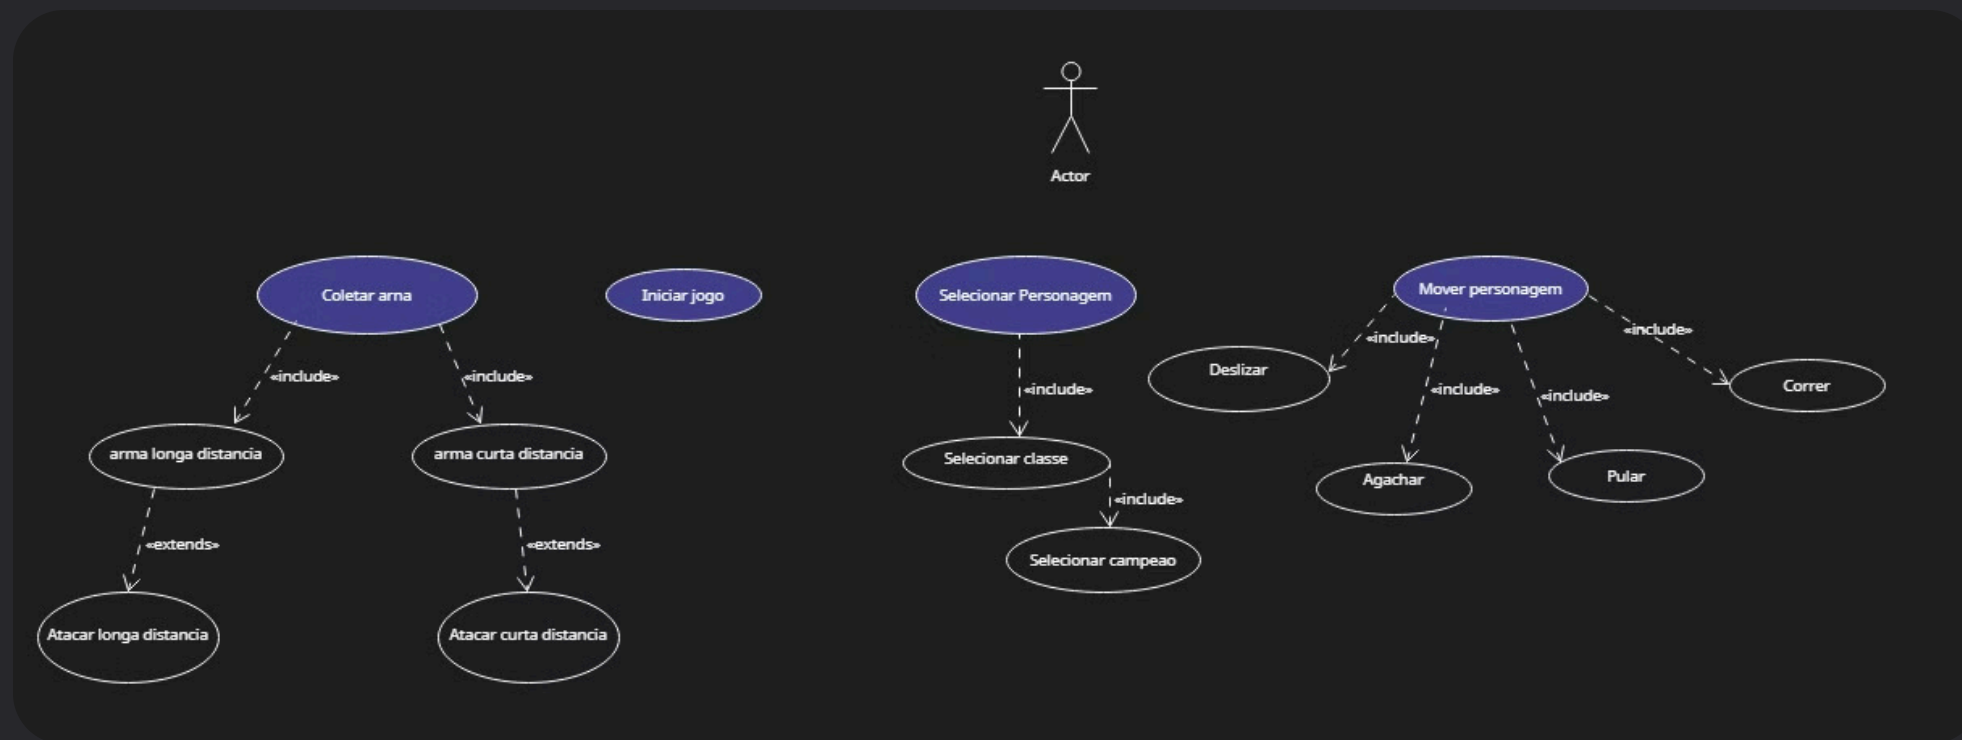 Actor
Coletar arna
Iniciar jogo
Selecionar Personagem
Mover personagem
«include»
«include»
«include»
«include»
«include»
«include»
«include»
Deslizar
Correr
arma longa distancia
arma curta distancia
Selecionar classe
Agachar
Pular
«include»
«extends»
«extends»
Selecionar campeao
Atacar longa distancia
Atacar curta distancia